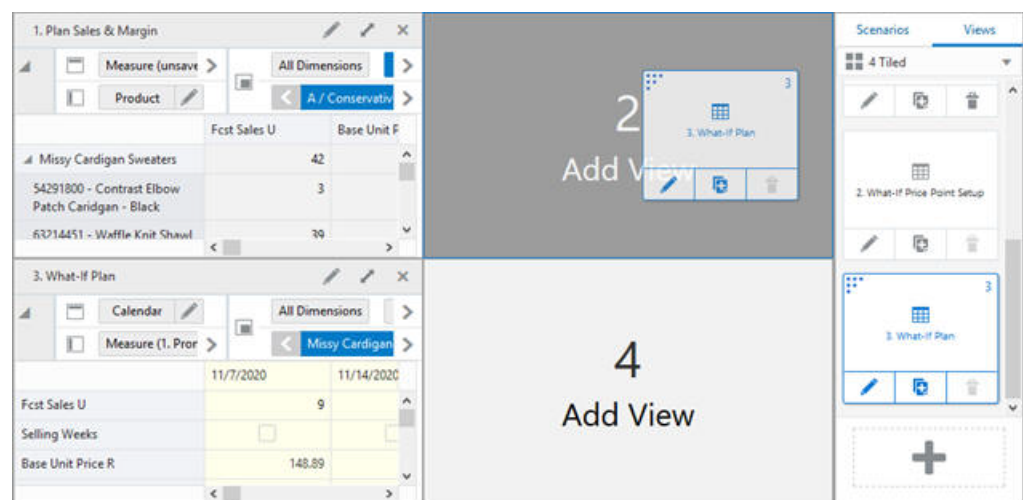 1. Plan Sales & Margin
Measure (unsave
All Dimensions
Product
A / Conservativ
Fcst Sales U
Base Unit P
Missy Cardigan Sweaters
42
54291800 - Contrast Elbow
Patch Caridgan - Black
3
63214451 - Waffle Knit Shawl
39
2
Add View
3
3. What-If Plan
3. What-If Plan
Calendar
All Dimensions
Measure (1. Pror
Missy Cardigan
11/7/2020
11/14/2020
Fcst Sales U
9
Selling Weeks
Base Unit Price R
148.89
4
Add View
Scenarios
Views
4 Tiled
2. What-If Price Point Setup
3
3. What-If Plan